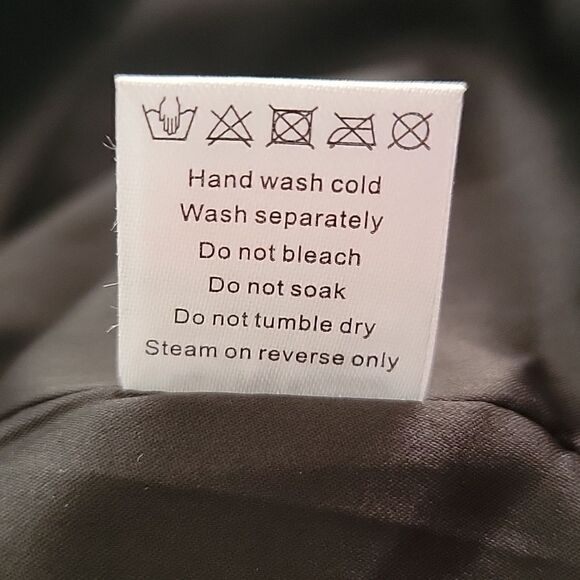 Hand wash cold
Wash separately
Do not bleach
Do not soak
Do not tumble dry
Steam on reverse only